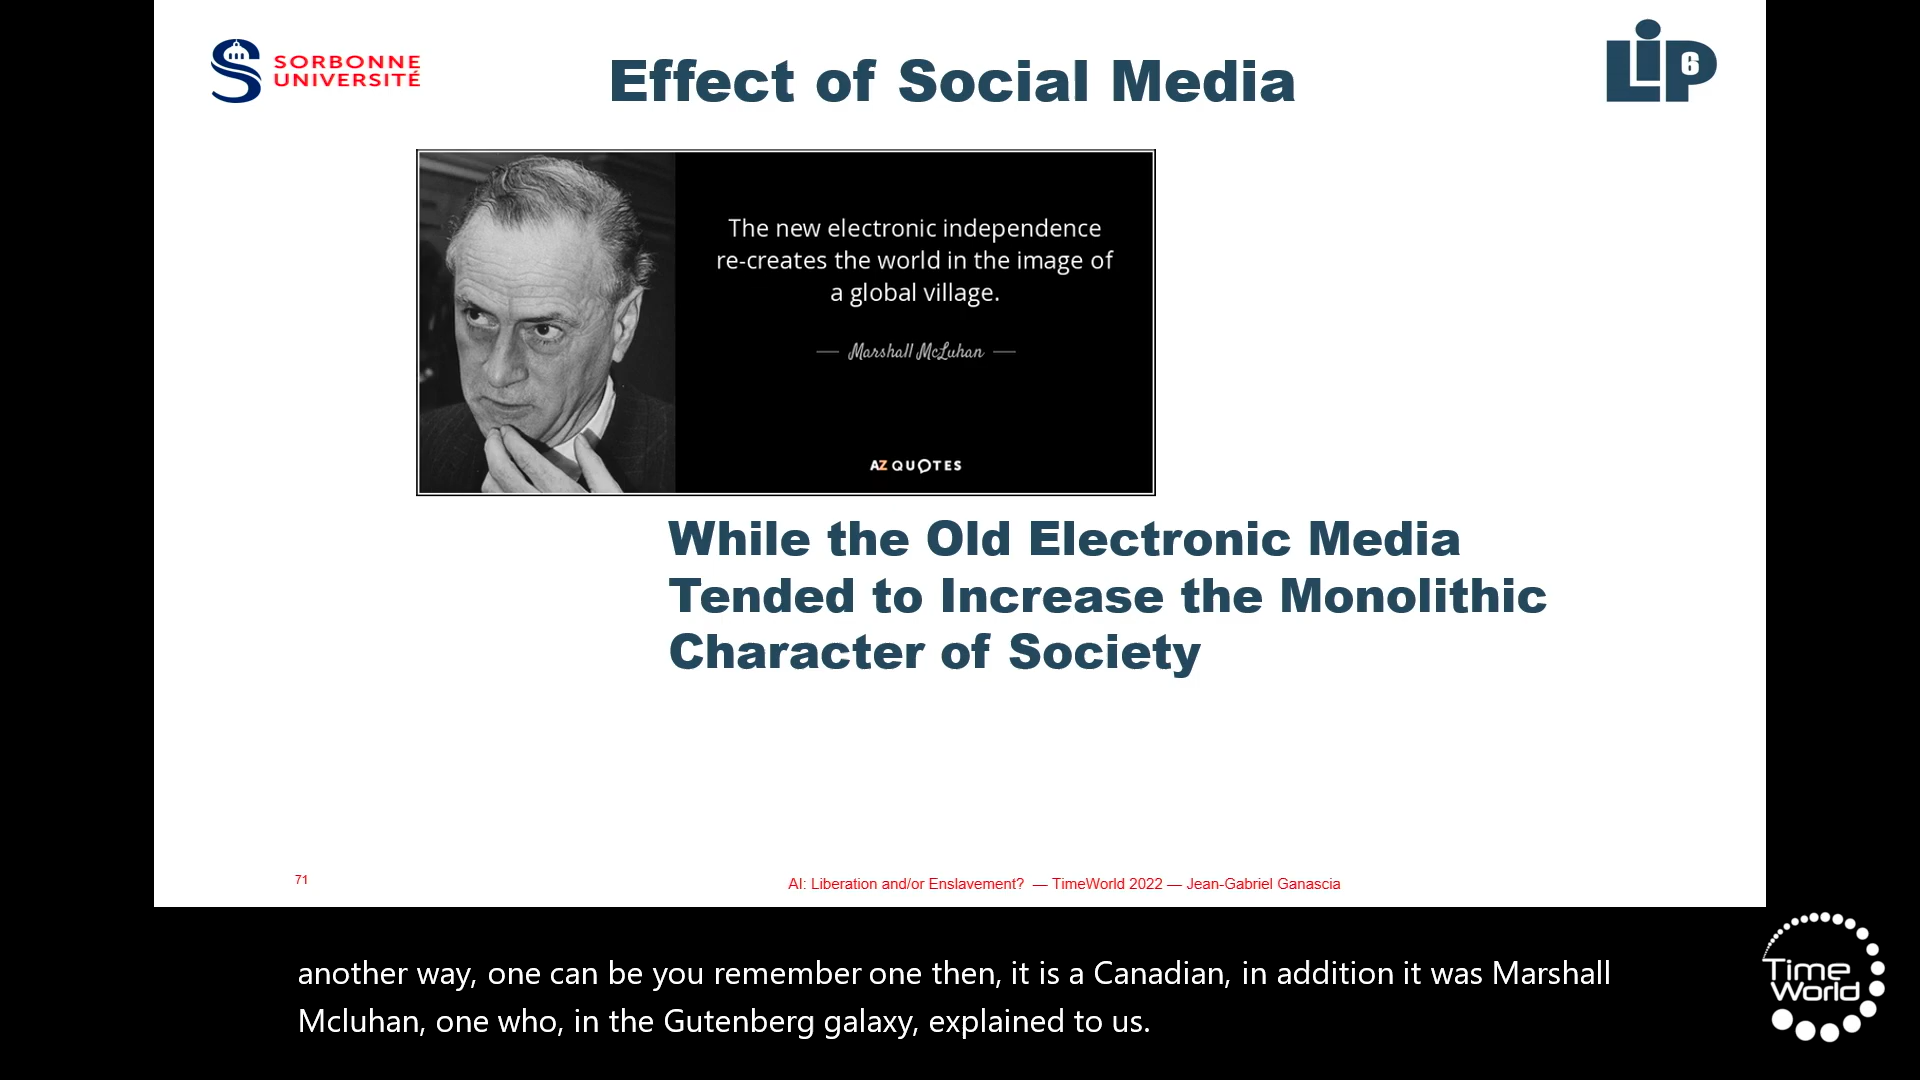 SORBONNE
UNIVERSITÉ
Effect of Social Media
LiP6
The new electronic independence
re-creates the world in the image of
a global village.
— Marshall McLuhan —
AZ QUOTES
While the Old Electronic Media
Tended to Increase the Monolithic
Character of Society
71
AI: Liberation and/or Enslavement? — TimeWorld 2022 — Jean-Gabriel Ganascia
another way, one can be you remember one then, it is a Canadian, in addition it was Marshall
Mcluhan, one who, in the Gutenberg galaxy, explained to us.
Time
World